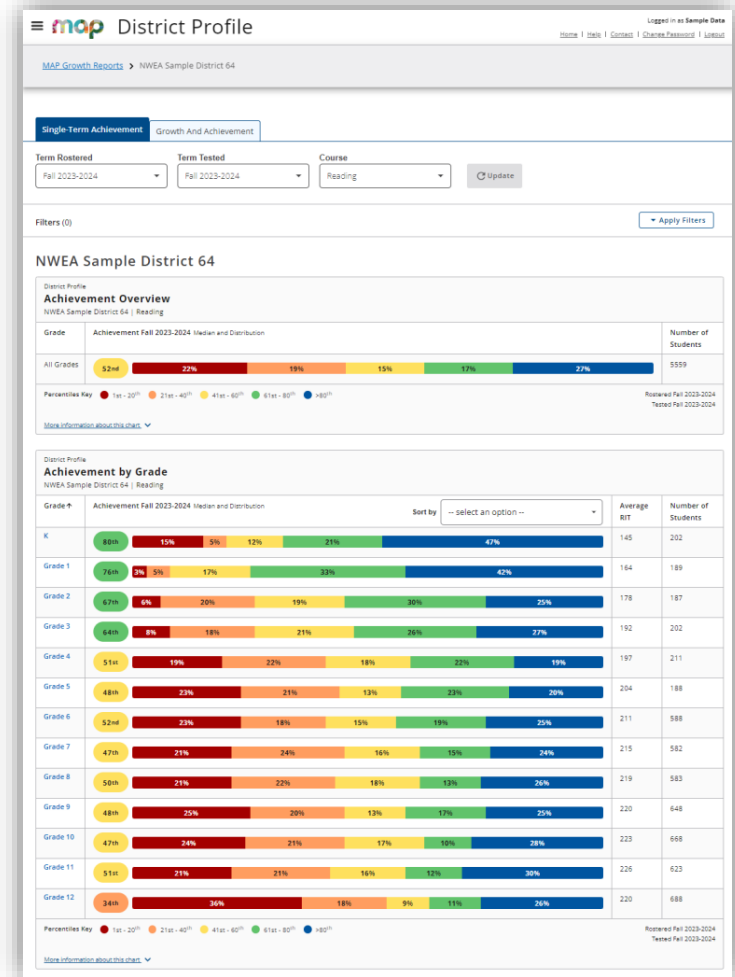 map District Profile
Logged in as Sample Data
Home | Help | Contact | Change Password | Logout
MAP Growth Reports > NWEA Sample District 64
Single-Term Achievement
Growth And Achievement
Term Rostered Term Tested Course
Fall 2023-2024 Fall 2023-2024 Reading Update
Filters (0) Apply Filters
NWEA Sample District 64
District Profile
Achievement Overview
NWEA Sample District 64 | Reading
Grade Achievement Fall 2023-2024 Median and Distribution Number of Students
All Grades 52nd 22% 19% 15% 17% 27% 5559
Percentiles Key 1st - 20th 21st - 40th 41st - 60th 61st - 80th >80th Rostered Fall 2023-2024
Tested Fall 2023-2024
More information about this chart
District Profile
Achievement by Grade
NWEA Sample District 64 | Reading
Grade↑ Achievement Fall 2023-2024 Median and Distribution Sort by -- select an option -- Average RIT Number of Students
K 80th 15% 5% 12% 21% 47% 145 202
Grade 1 76th 3% 5% 17% 33% 42% 164 189
Grade 2 67th 6% 20% 19% 30% 25% 178 187
Grade 3 64th 8% 18% 21% 26% 27% 192 202
Grade 4 51st 19% 22% 18% 22% 19% 197 211
Grade 5 48th 23% 21% 13% 23% 20% 204 188
Grade 6 52nd 23% 18% 15% 19% 25% 211 588
Grade 7 47th 21% 24% 16% 15% 24% 215 582
Grade 8 50th 21% 22% 18% 13% 26% 219 583
Grade 9 48th 25% 20% 13% 17% 25% 220 648
Grade 10 47th 24% 21% 17% 10% 28% 223 668
Grade 11 51st 21% 21% 16% 12% 30% 226 623
Grade 12 34th 36% 18% 9% 11% 26% 220 688
Percentiles Key 1st - 20th 21st - 40th 41st - 60th 61st - 80th >80th Rostered Fall 2023-2024
Tested Fall 2023-2024
More information about this chart